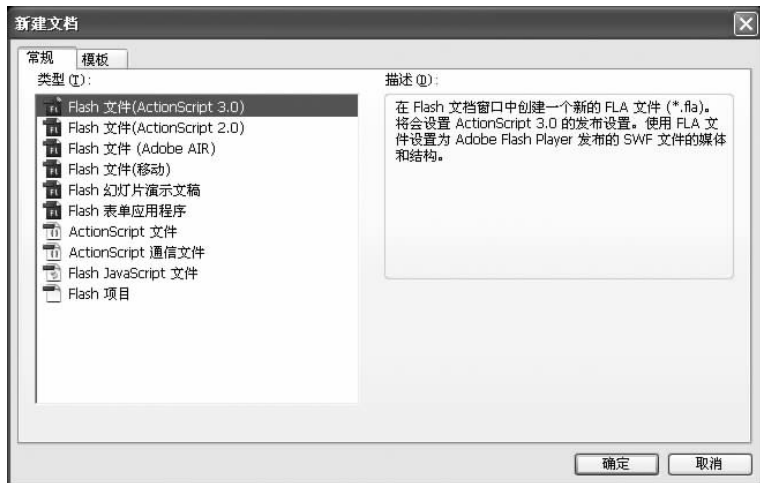 新建文档
常规 模板
类型(T): 描述(D):
Flash 文件(ActionScript 3.0)
Flash 文件(ActionScript 2.0)
Flash 文件 (Adobe AIR)
Flash 文件(移动)
Flash 幻灯片演示文稿
Flash 表单应用程序
ActionScript 文件
ActionScript 通信文件
Flash JavaScript 文件
Flash 项目
在 Flash 文档窗口中创建一个新的 FLA 文件 (*.fla)。
将会设置 ActionScript 3.0 的发布设置。使用 FLA 文
件设置为 Adobe Flash Player 发布的 SWF 文件的媒体
和结构。
确定 取消